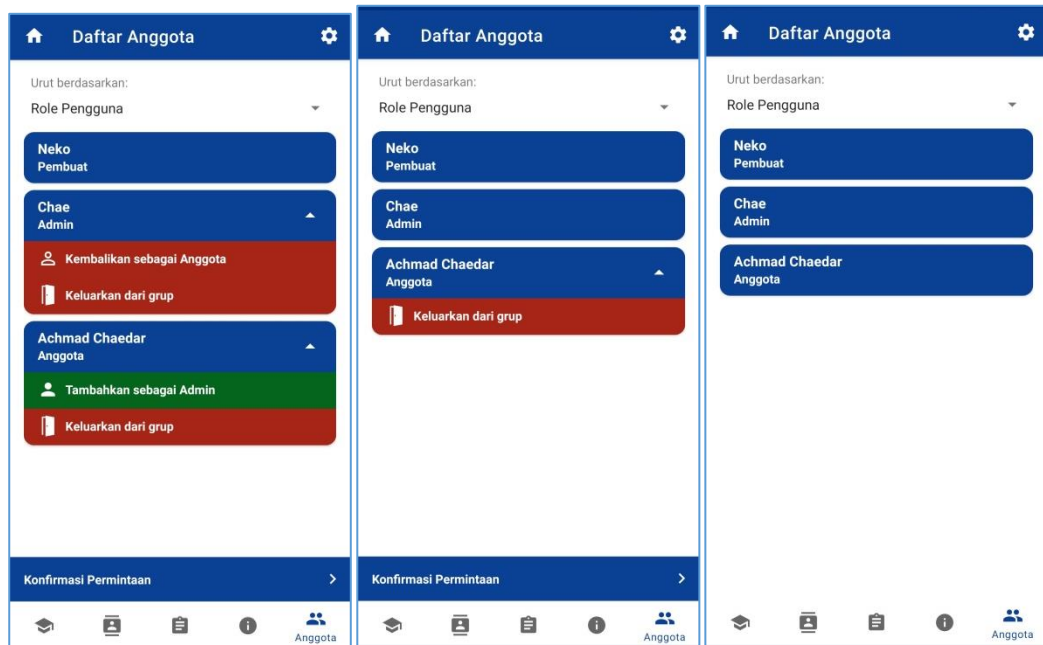 Daftar Anggota
Urut berdasarkan:
Role Pengguna
Neko
Pembuat
Chae
Admin
Kembalikan sebagai Anggota
Keluarkan dari grup
Achmad Chaedar
Anggota
Tambahkan sebagai Admin
Keluarkan dari grup
Konfirmasi Permintaan
Anggota
Daftar Anggota
Urut berdasarkan:
Role Pengguna
Neko
Pembuat
Chae
Admin
Achmad Chaedar
Anggota
Keluarkan dari grup
Konfirmasi Permintaan
Anggota
Daftar Anggota
Urut berdasarkan:
Role Pengguna
Neko
Pembuat
Chae
Admin
Achmad Chaedar
Anggota
Anggota